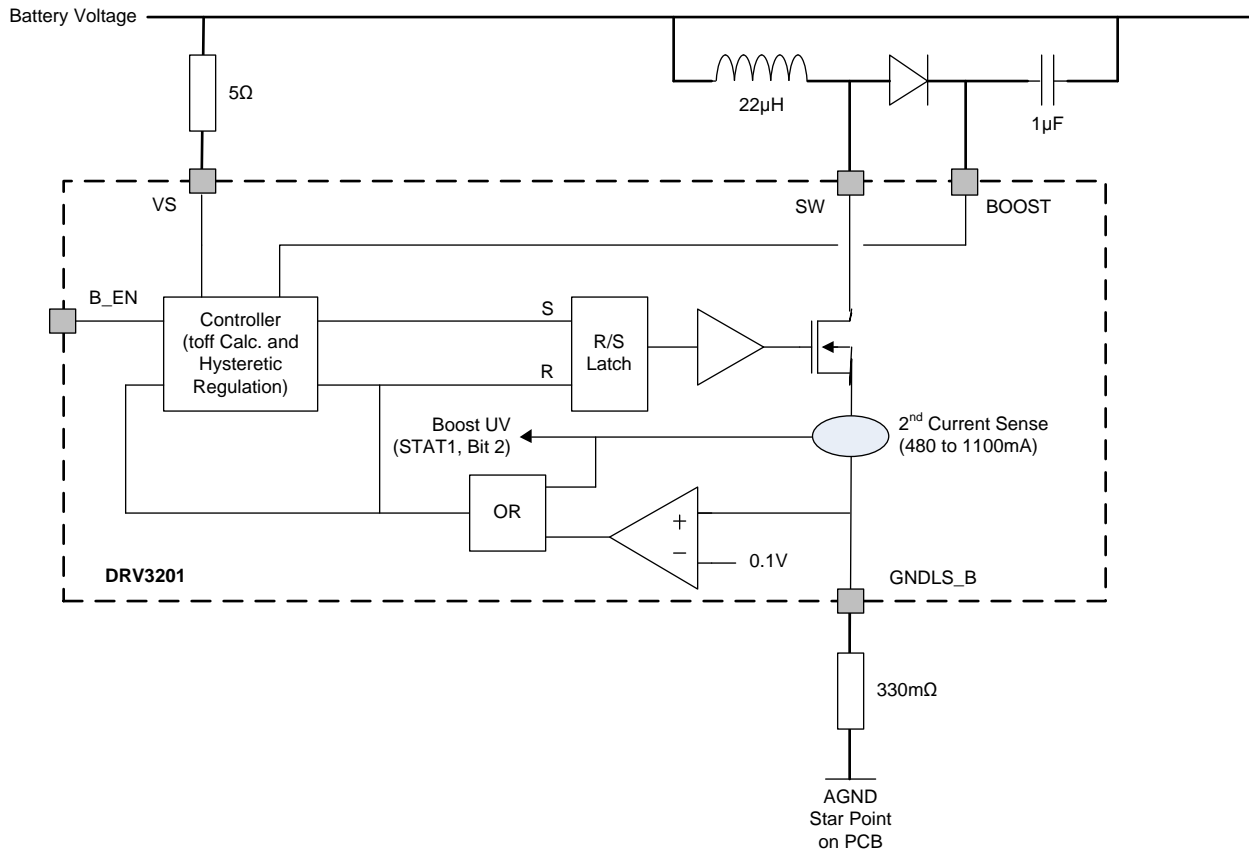 Battery Voltage
5Ω
22µH
1µF
VS
SW
BOOST
B_EN
Controller
(toff Calc. and
Hysteretic
Regulation)
S
R
R/S
Latch
Boost UV
(STAT1, Bit 2)
2nd Current Sense
(480 to 1100mA)
OR
+
−
0.1V
DRV3201
GNDLS_B
330mΩ
AGND
Star Point
on PCB